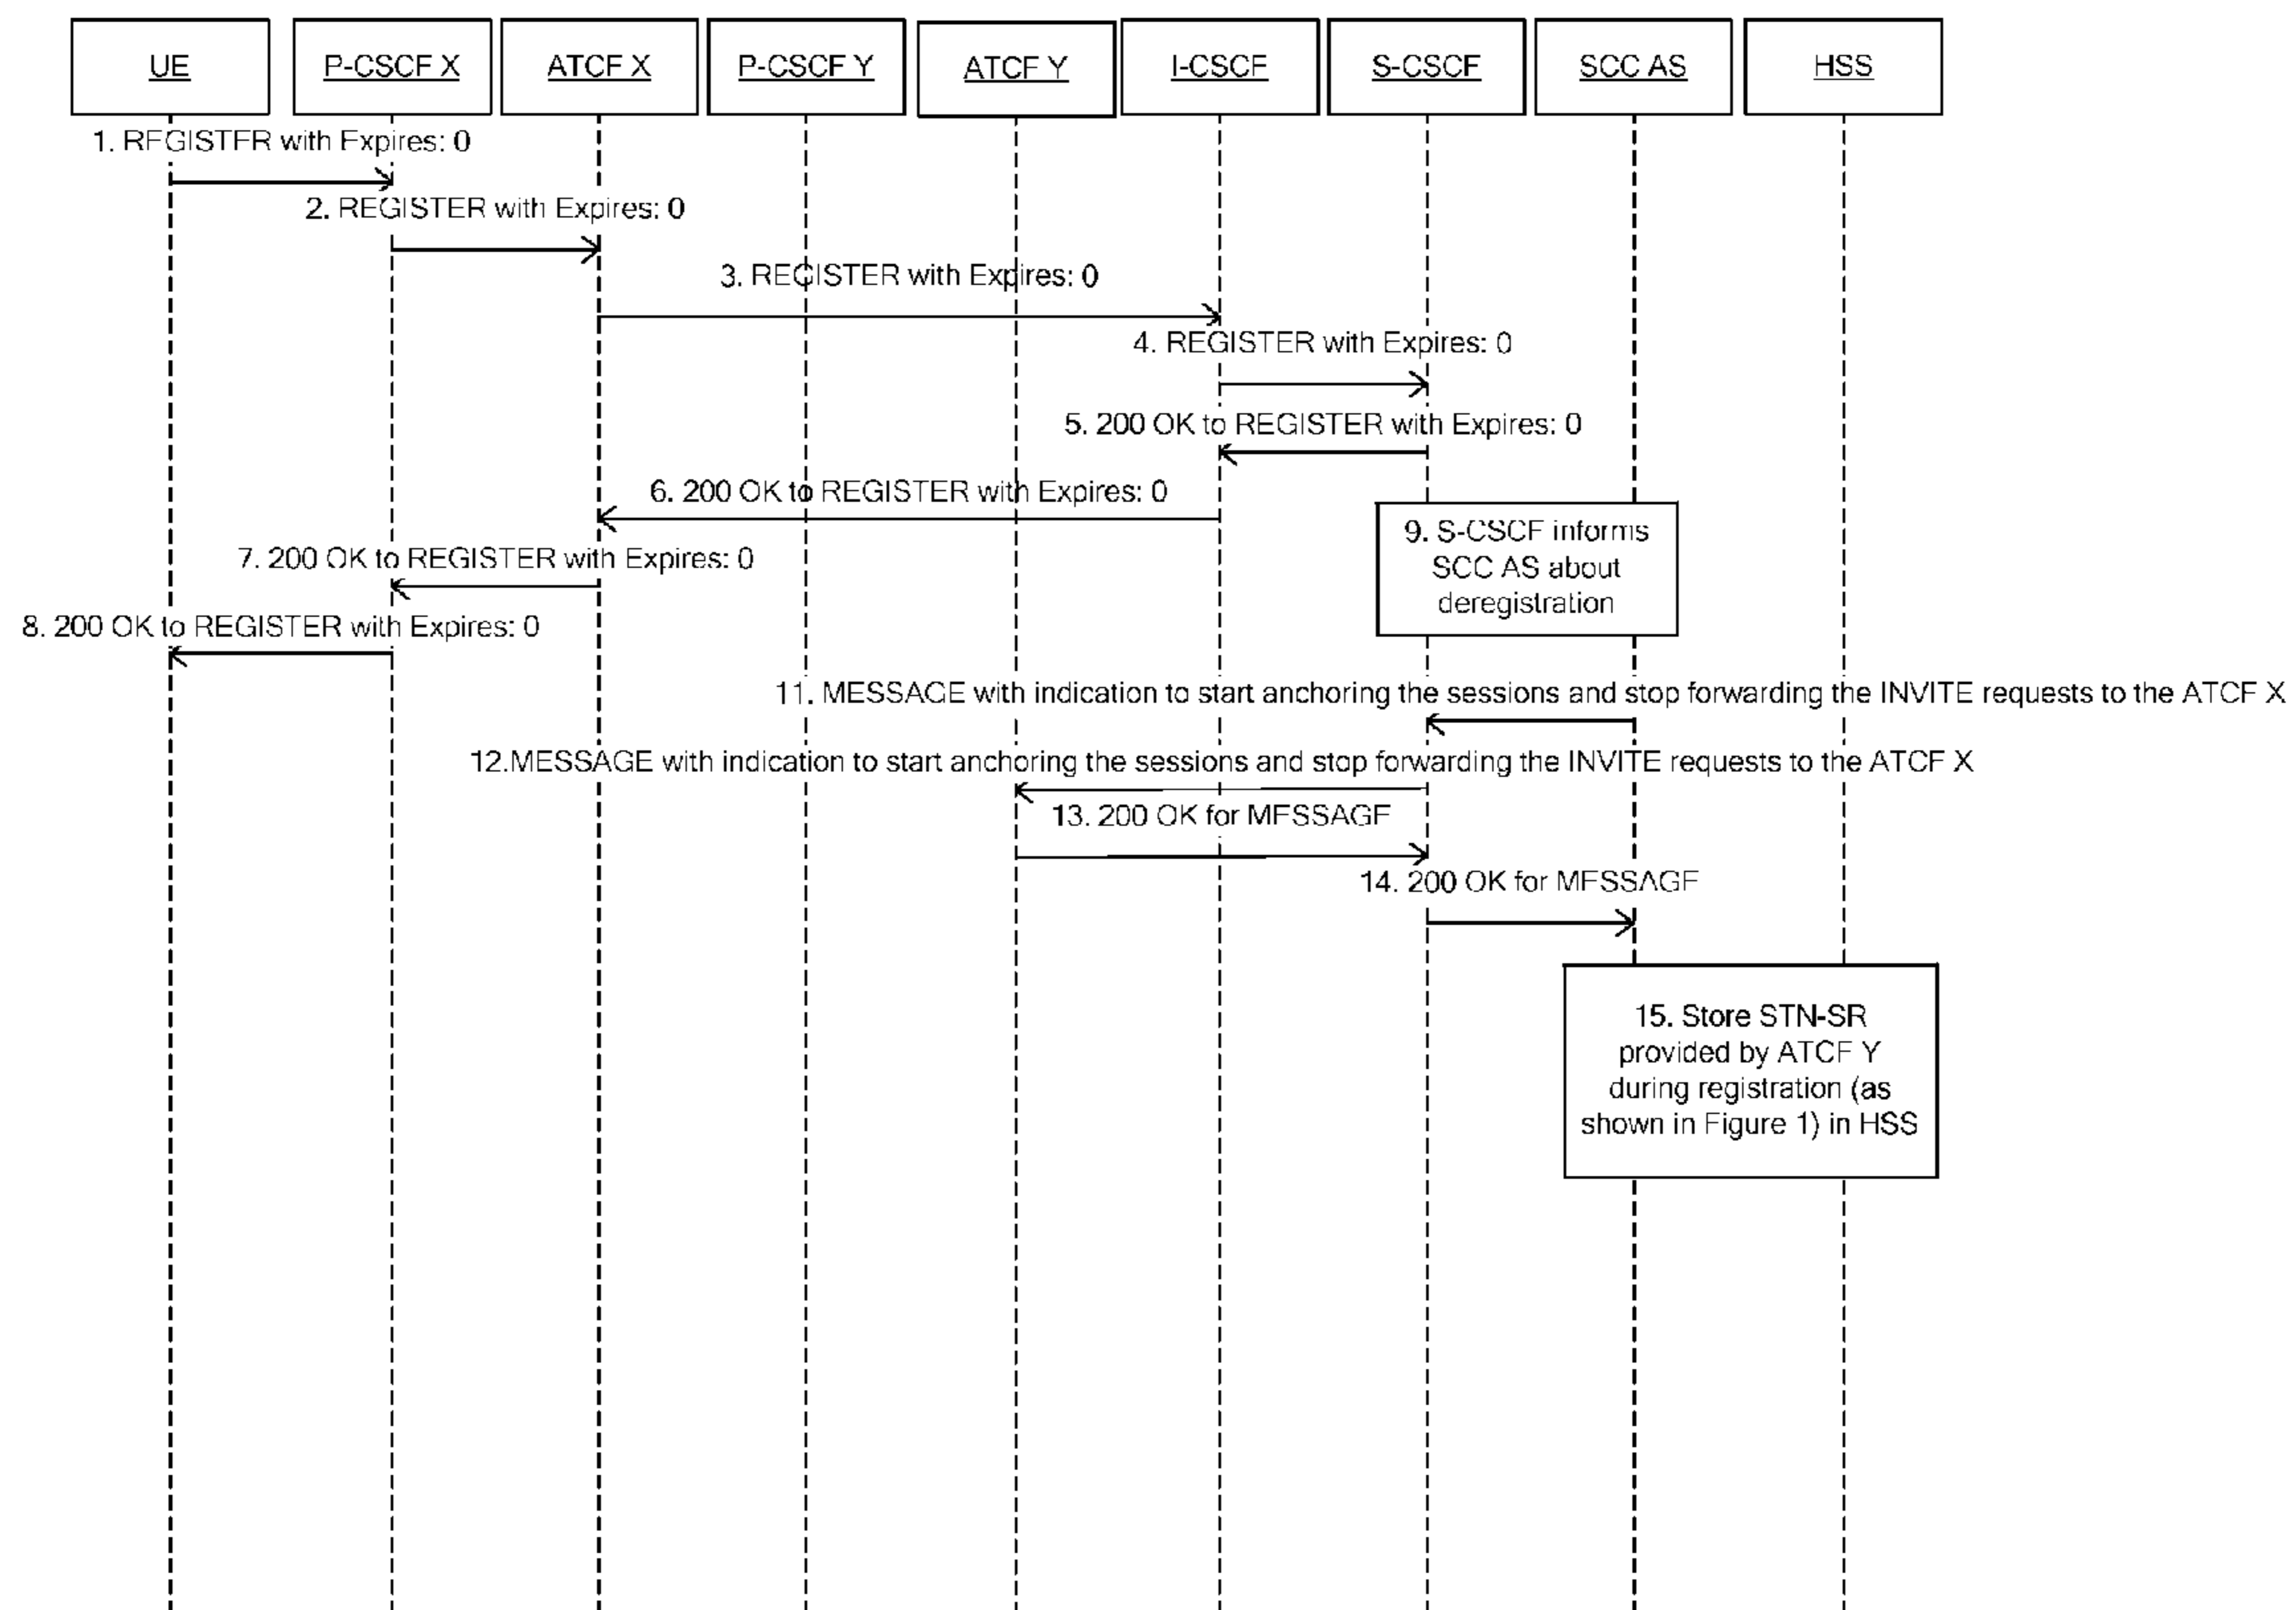 UE
P-CSCF X
ATCF X
P-CSCF Y
ATCF Y
I-CSCF
S-CSCF
SCC AS
HSS
1. REGISTER with Expires: 0
2. REGISTER with Expires: 0
3. REGISTER with Expires: 0
4. REGISTER with Expires: 0
5. 200 OK to REGISTER with Expires: 0
6. 200 OK to REGISTER with Expires: 0
7. 200 OK to REGISTER with Expires: 0
8. 200 OK to REGISTER with Expires: 0
9. S-CSCF informs
SCC AS about
deregistration
11. MESSAGE with indication to start anchoring the sessions and stop forwarding the INVITE requests to the ATCF X
12.MESSAGE with indication to start anchoring the sessions and stop forwarding the INVITE requests to the ATCF X
13. 200 OK for MESSAGE
14. 200 OK for MESSAGE
15. Store STN-SR
provided by ATCF Y
during registration (as
shown in Figure 1) in HSS